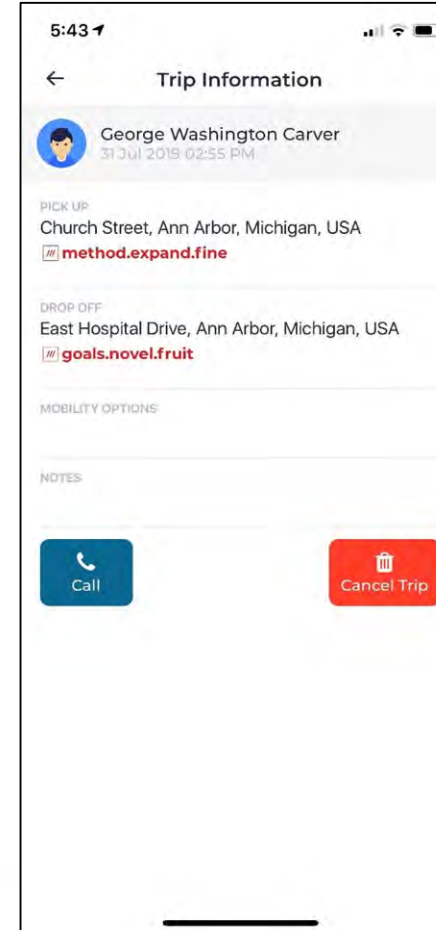 5:43
Trip Information
George Washington Carver
31 Jul 2019 02:55 PM
PICK UP
Church Street, Ann Arbor, Michigan, USA
/// method.expand.fine
DROP OFF
East Hospital Drive, Ann Arbor, Michigan, USA
/// goals.novel.fruit
MOBILITY OPTIONS
NOTES
Call
Cancel Trip